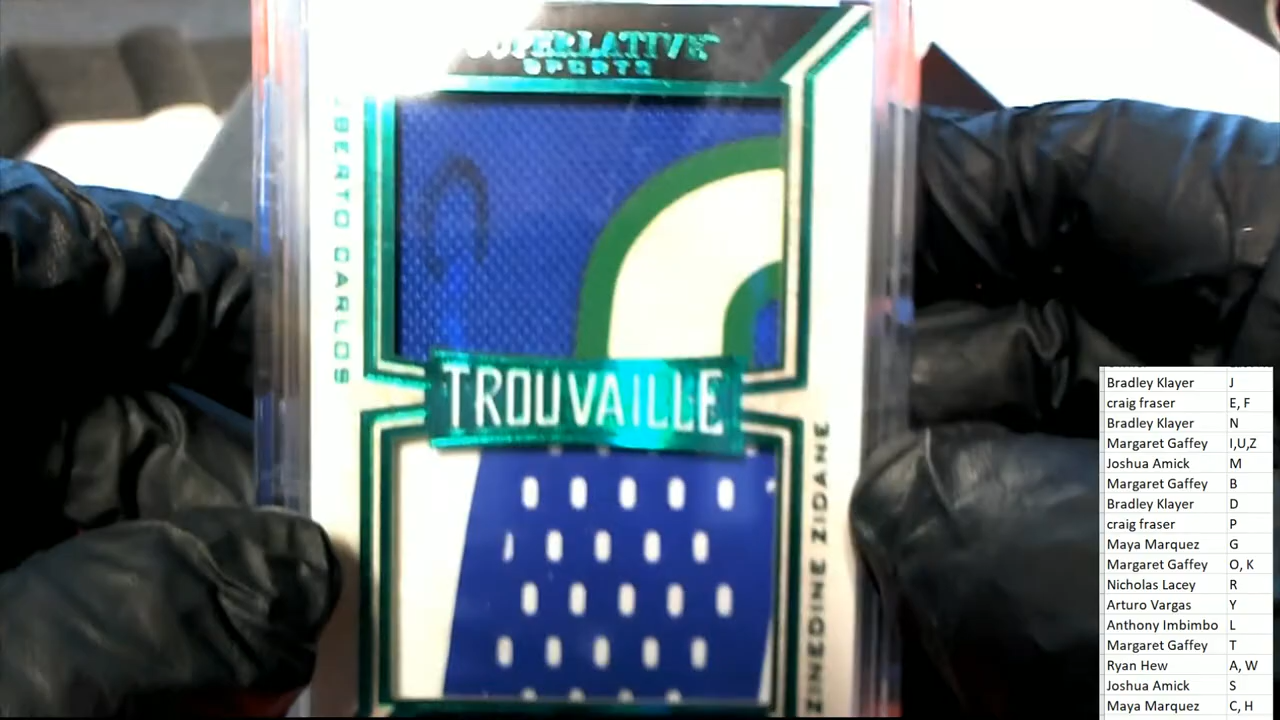 SUPERLATIVE
SPORTS
BERTO CARLOS
TROUVAILLE
ZINEDINE ZIDANE
Bradley Klayer J
craig fraser E, F
Bradley Klayer N
Margaret Gaffey I,U,Z
Joshua Amick M
Margaret Gaffey B
Bradley Klayer D
craig fraser P
Maya Marquez G
Margaret Gaffey O, K
Nicholas Lacey R
Arturo Vargas Y
Anthony Imbimbo L
Margaret Gaffey T
Ryan Hew A, W
Joshua Amick S
Maya Marquez C, H